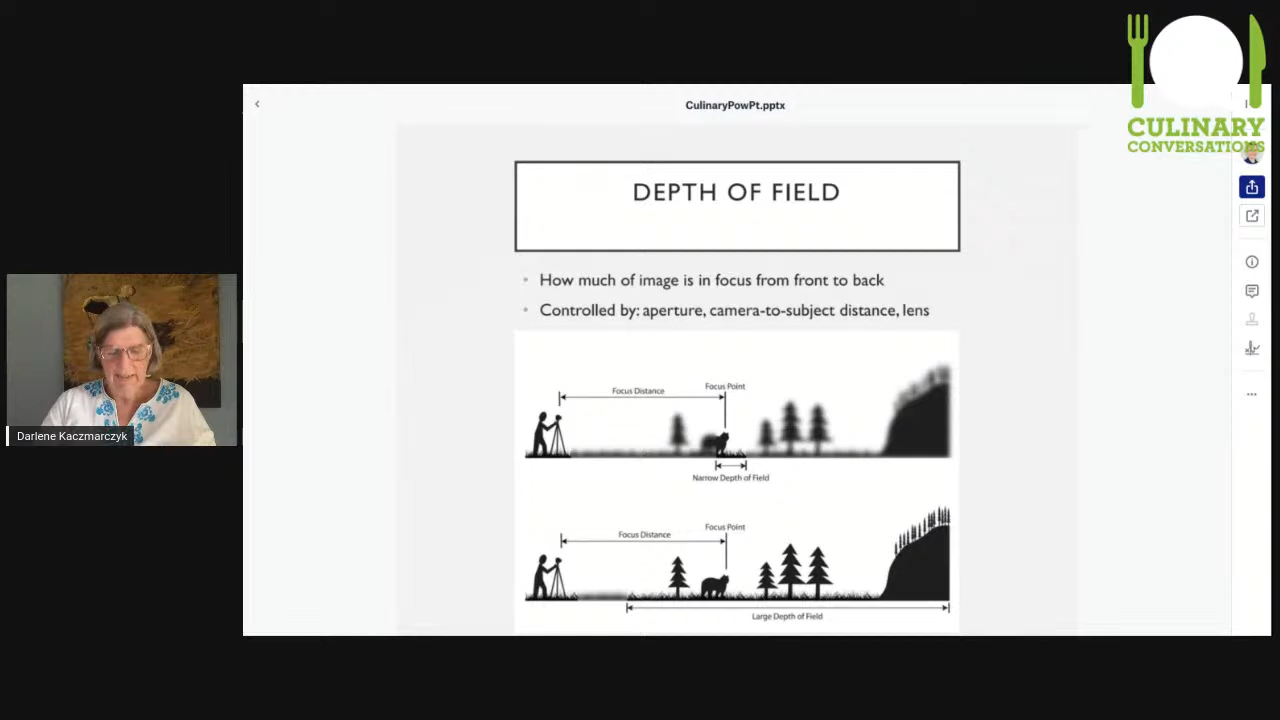 CULINARY
CONVERSATIONS
CulinaryPowPt.pptx
DEPTH OF FIELD
How much of image is in focus from front to back
Controlled by: aperture, camera-to-subject distance, lens
Focus Distance
Focus Point
Narrow Depth of Field
Focus Distance
Focus Point
Large Depth of Field
Darlene Kaczmarczyk